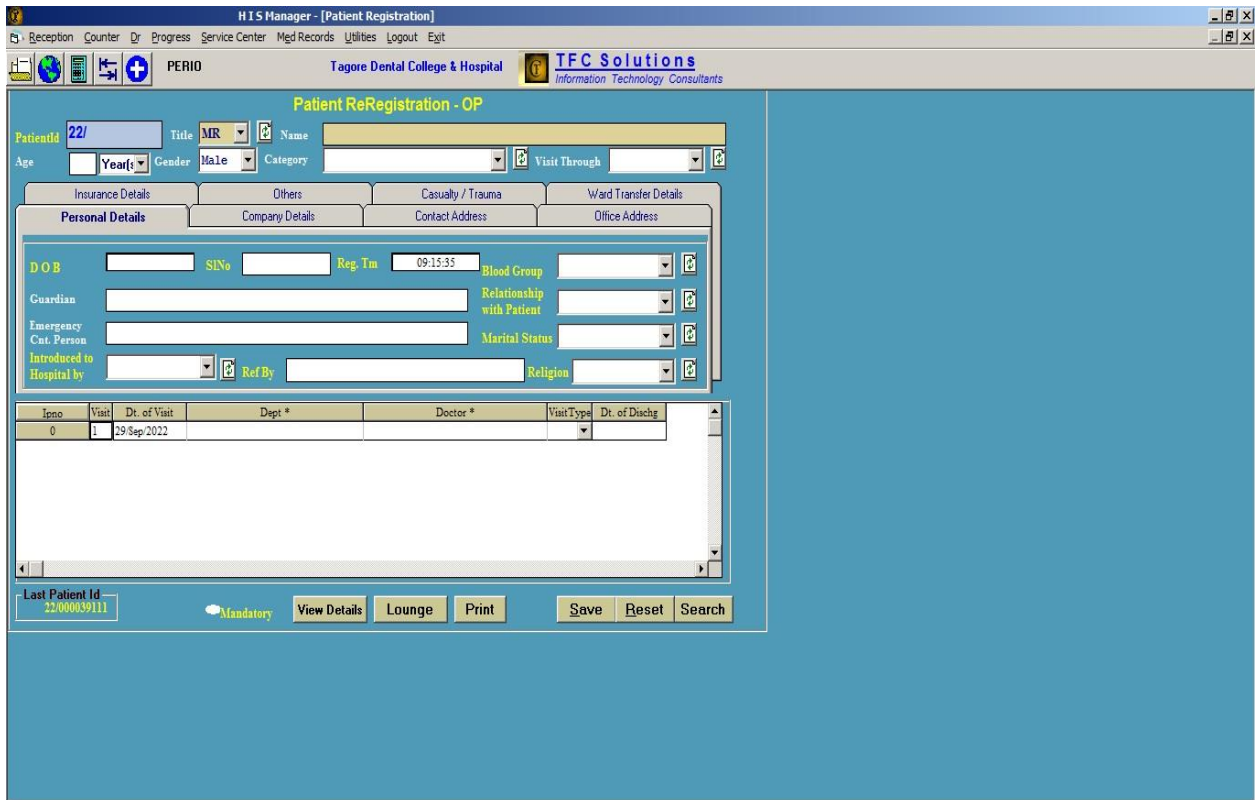 H I S Manager - [Patient Registration]
Reception Counter Dr Progress Service Center Med Records Utilities Logout Exit
PERIO Tagore Dental College & Hospital TFC Solutions
Information Technology Consultants
Patient ReRegistration - OP
PatientId 22/ Title MR Name
Age Year(s Gender Male Category Visit Through
Insurance Details Others Casualty / Trauma Ward Transfer Details
Personal Details Company Details Contact Address Office Address
D O B SlNo Reg. Tm 09:15:35 Blood Group
Guardian Relationship
with Patient
Emergency
Cnt. Person Marital Status
Introduced to
Hospital by Ref By Religion
Ipno Visit Dt. of Visit Dept * Doctor * VisitType Dt. of Dischg
0 1 29/Sep/2022
Last Patient Id
22/000039111
Mandatory View Details Lounge Print Save Reset Search